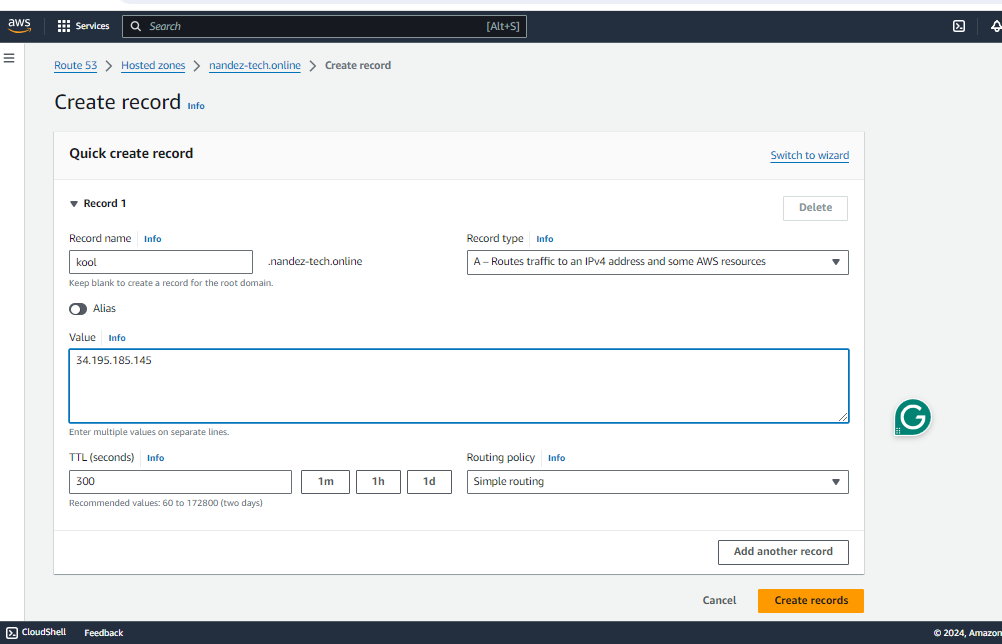 aws Services Search [Alt+S]
Route 53 > Hosted zones > nandez-tech.online > Create record
Create record Info
Quick create record Switch to wizard
Record 1 Delete
Record name Info Record type Info
kool .nandez-tech.online A – Routes traffic to an IPv4 address and some AWS resources
Keep blank to create a record for the root domain.
Alias
Value Info
34.195.185.145
Enter multiple values on separate lines.
TTL (seconds) Info Routing policy Info
300 1m 1h 1d Simple routing
Recommended values: 60 to 172800 (two days)
Add another record
Cancel Create records
CloudShell Feedback © 2024, Amazon